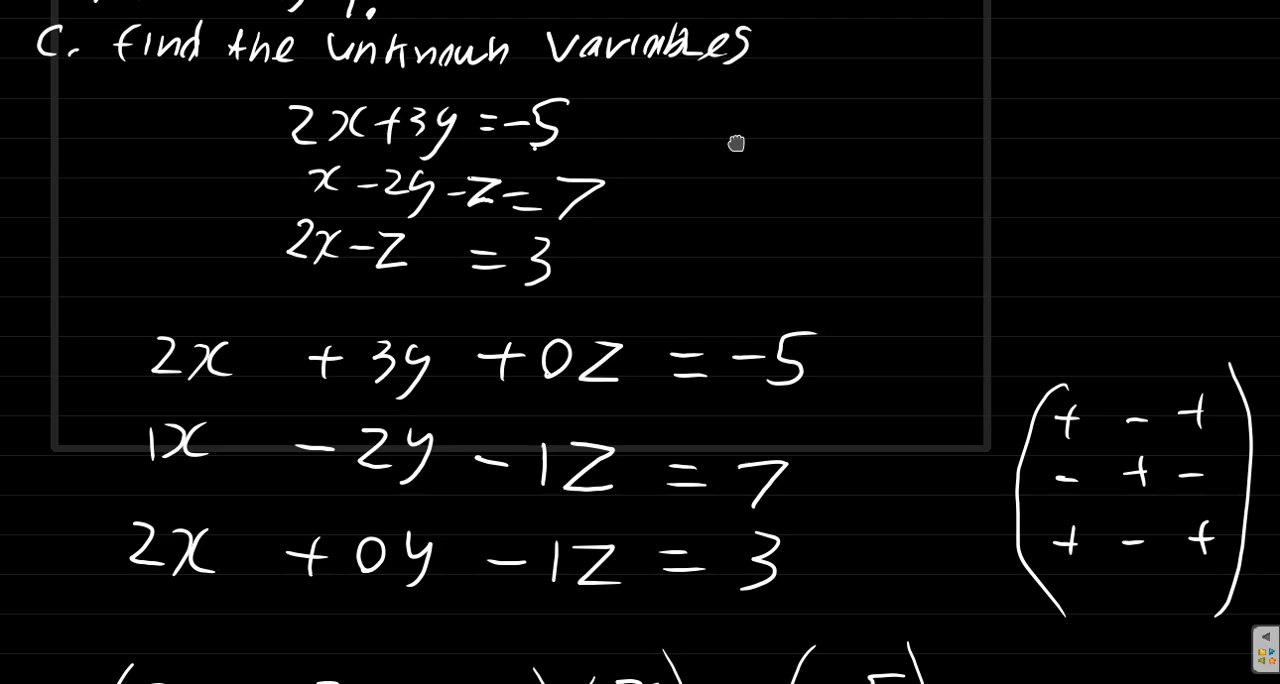 C. find the unknown variables
2x+3y=-5
x-2y-z=7
2x-z = 3
2x + 3y + 0z = -5
1x - 2y - 1z = 7
2x + 0y - 1z = 3
+ - +
- + -
+ - +